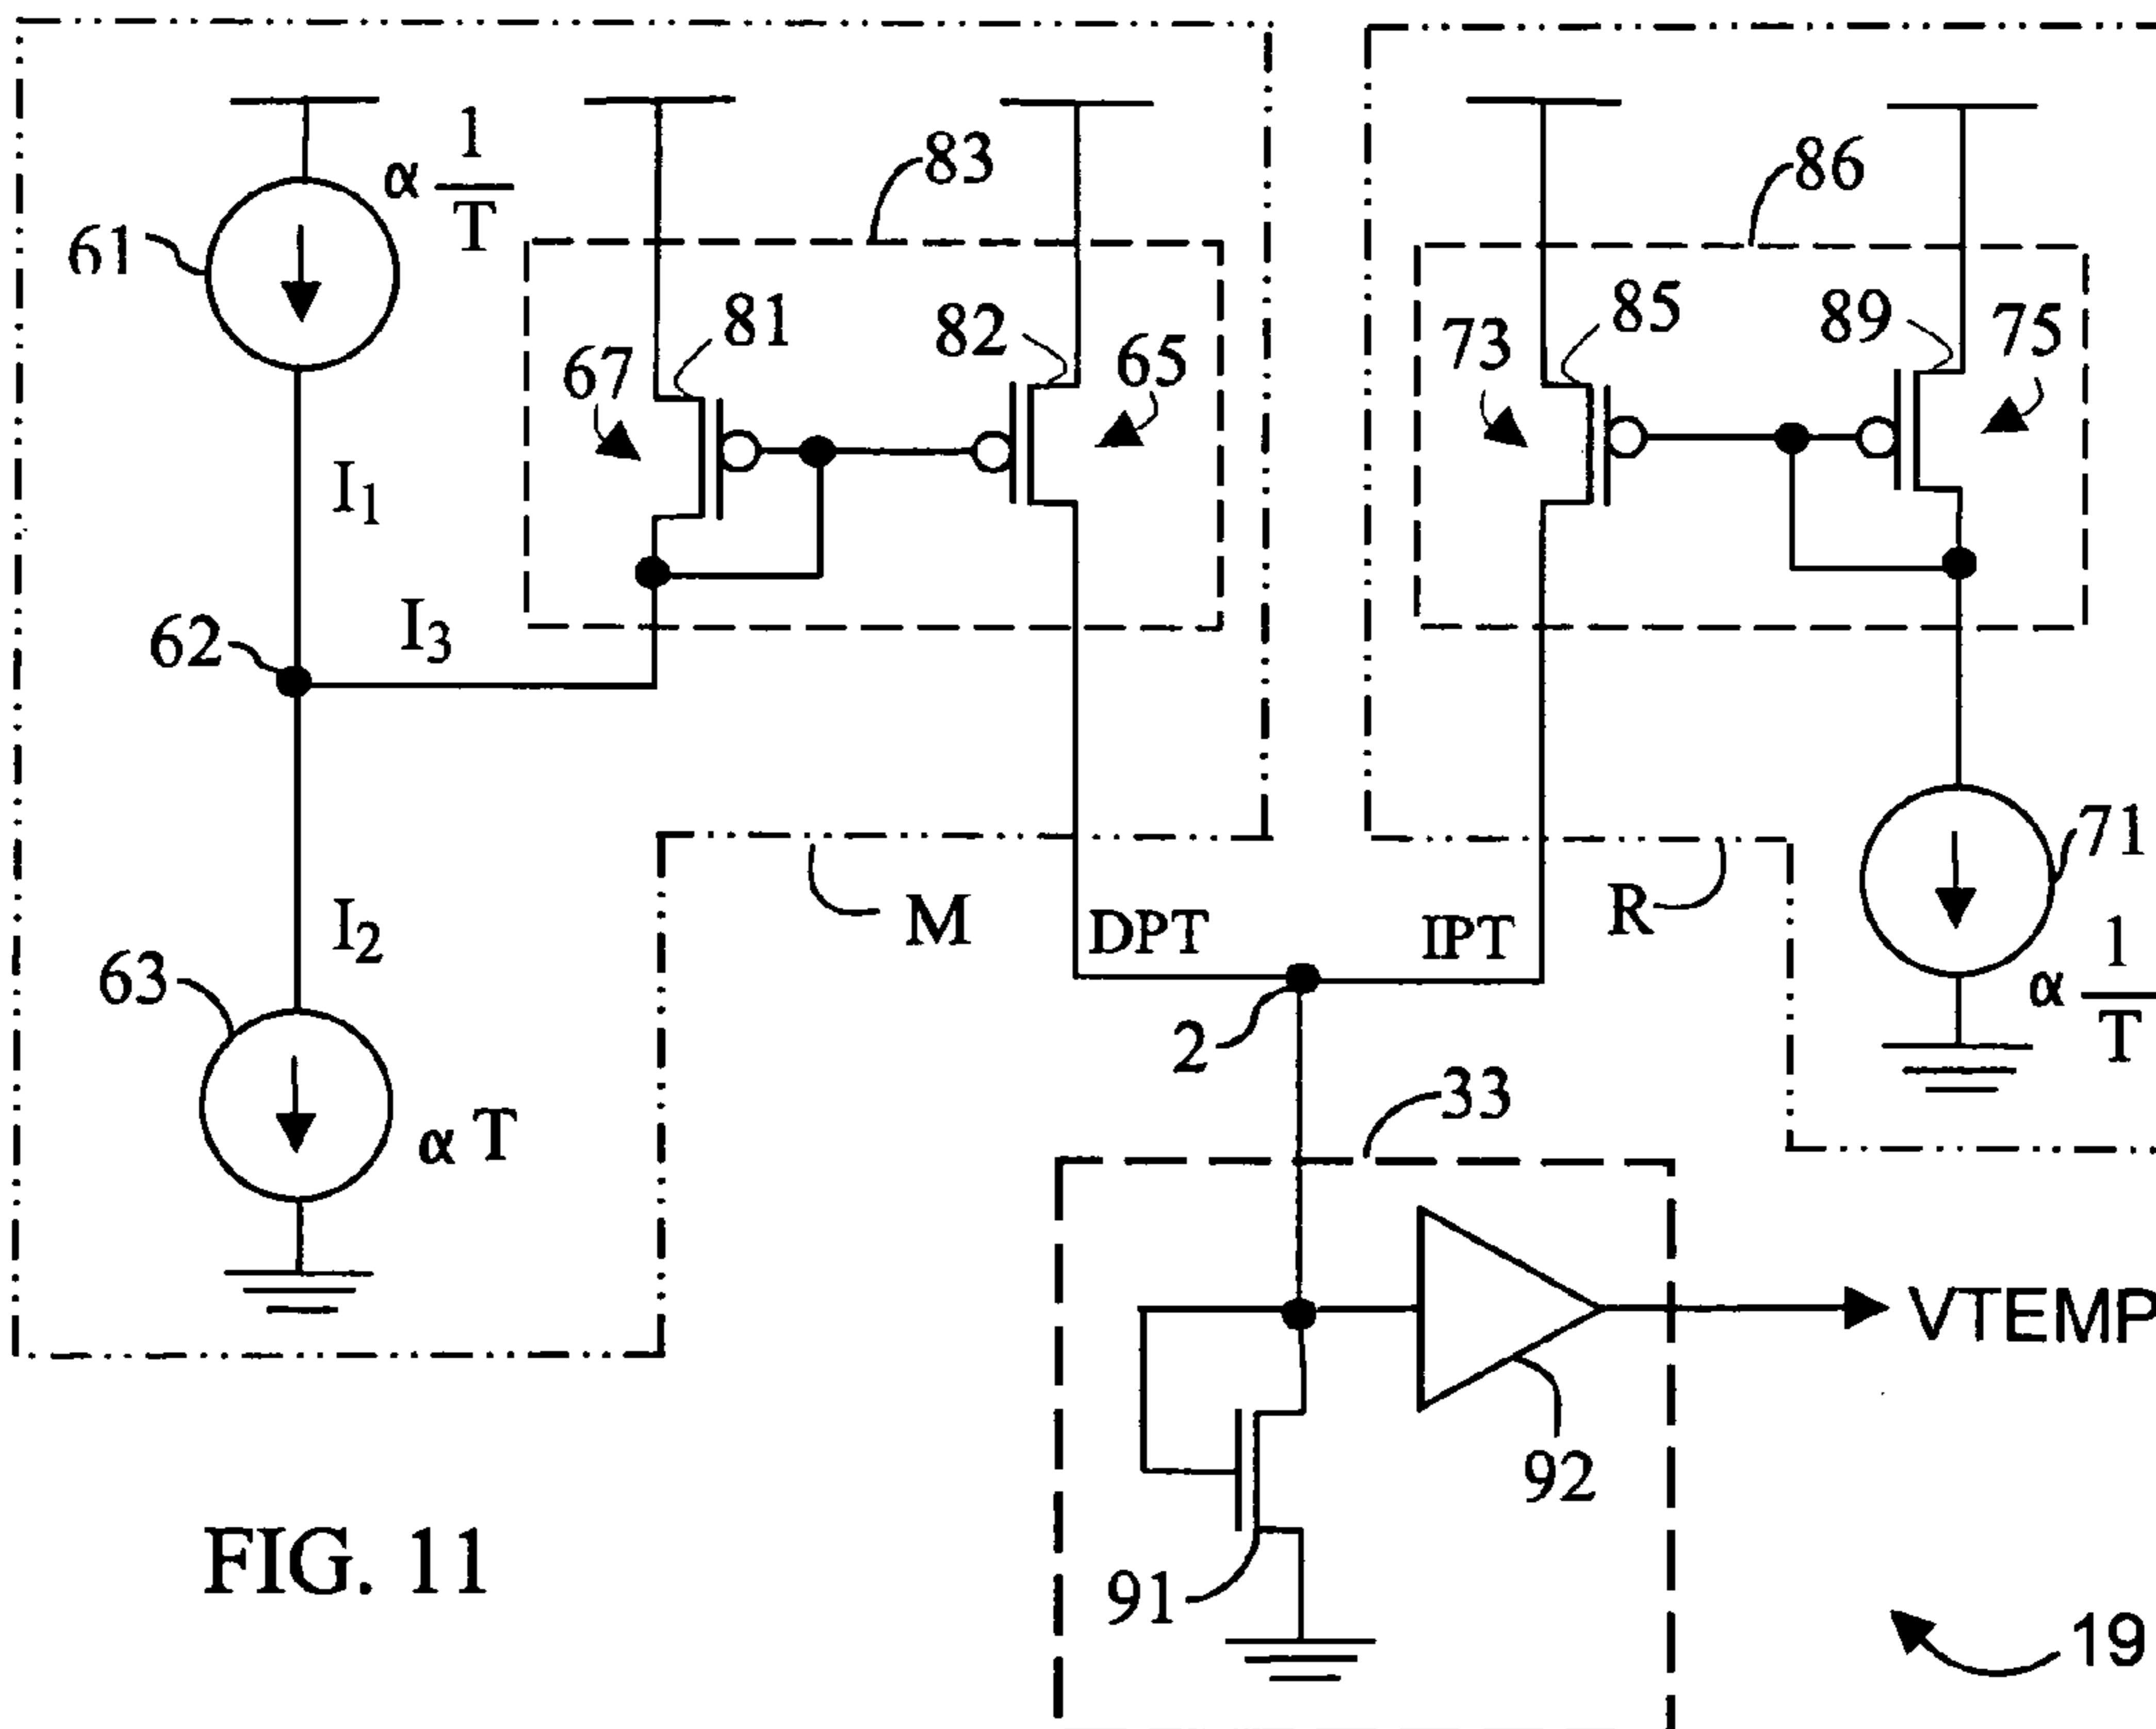 α 1/T
83
86
61
81
82
85
89
67
65
73
75
I1
62
I3
71
I2
M
DPT
IPT
R
63
α 1/T
2
33
α T
VTEMP
92
FIG. 11
91
19